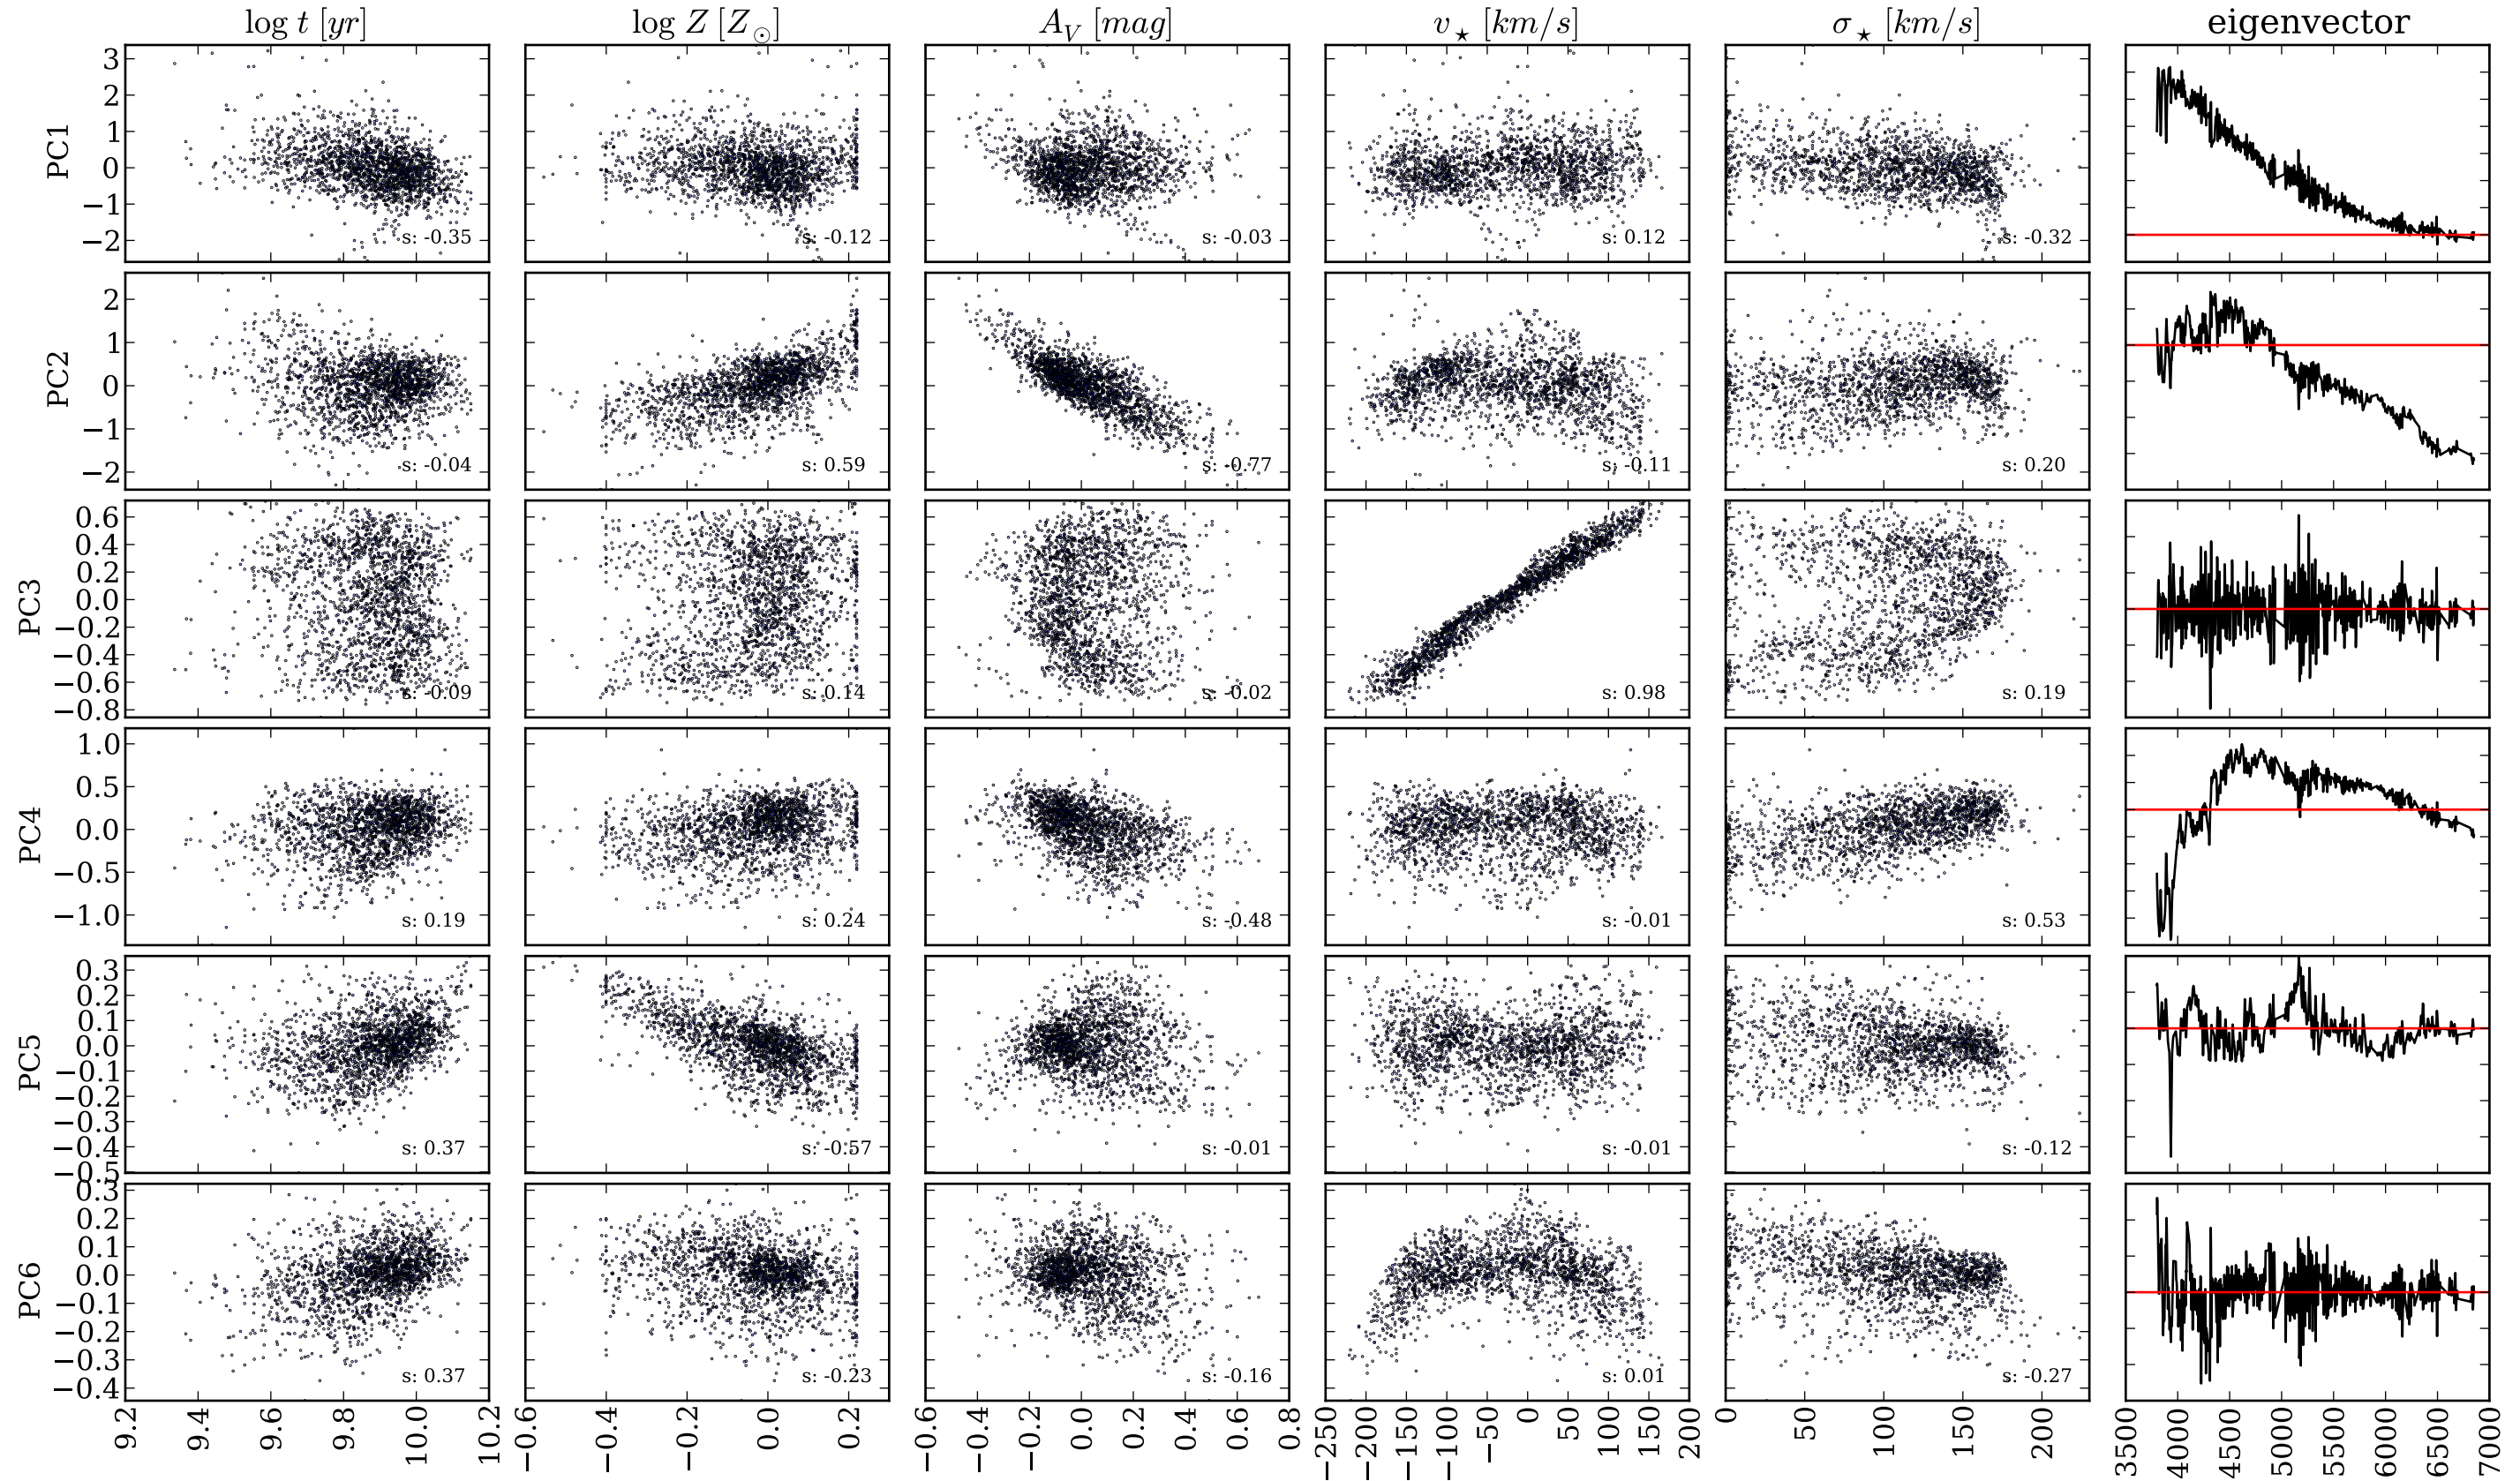 log t [yr] log Z [Z⊙] A_V [mag] v⋆ [km/s] σ⋆ [km/s] eigenvector
PC1
3
2
1
0
−1
−2
s: -0.35 s: -0.12 s: -0.03 s: 0.12 s: -0.32
PC2
2
1
0
−1
−2
s: -0.04 s: 0.59 s: -0.77 s: -0.11 s: 0.20
PC3
0.6
0.4
0.2
0.0
−0.2
−0.4
−0.6
−0.8
s: -0.09 s: 0.14 s: -0.02 s: 0.98 s: 0.19
PC4
1.0
0.5
0.0
−0.5
−1.0
s: 0.19 s: 0.24 s: -0.48 s: -0.01 s: 0.53
PC5
0.3
0.2
0.1
0.0
−0.1
−0.2
−0.3
−0.4
−0.5
s: 0.37 s: -0.57 s: -0.01 s: -0.01 s: -0.12
PC6
0.3
0.2
0.1
0.0
−0.1
−0.2
−0.3
−0.4
s: 0.37 s: -0.23 s: -0.16 s: 0.01 s: -0.27
9.2 9.4 9.6 9.8 10.0 10.2 −0.6 −0.4 −0.2 0.0 0.2 −0.6 −0.4 −0.2 0.0 0.2 0.4 0.6 0.8 −250 −200 −150 −100 −50 0 50 100 150 200 0 50 100 150 200 3500 4000 4500 5000 5500 6000 6500 7000